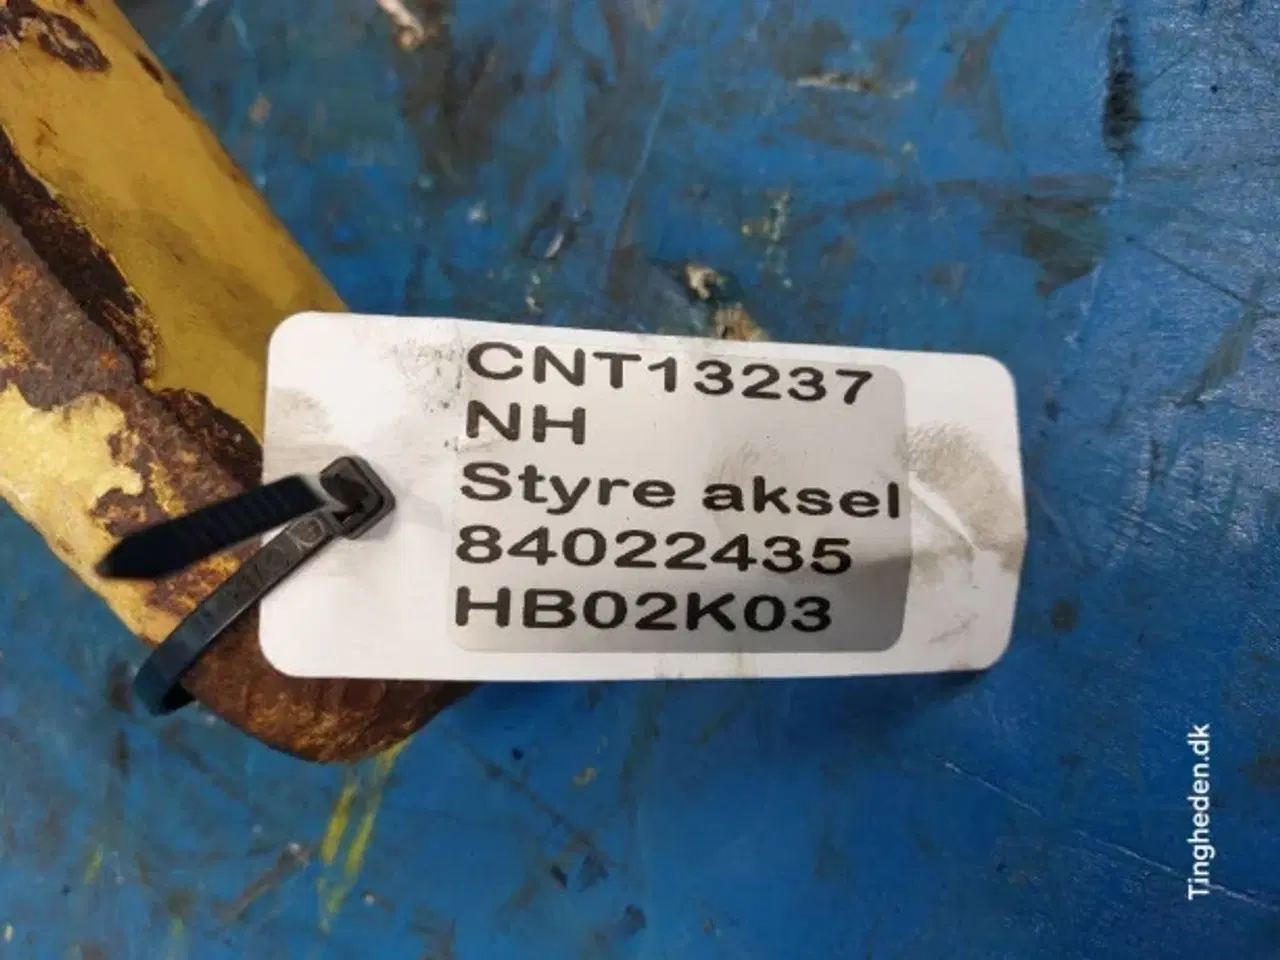 CNT13237
NH
Styre aksel
84022435
HB02K03
Tingheden.dk